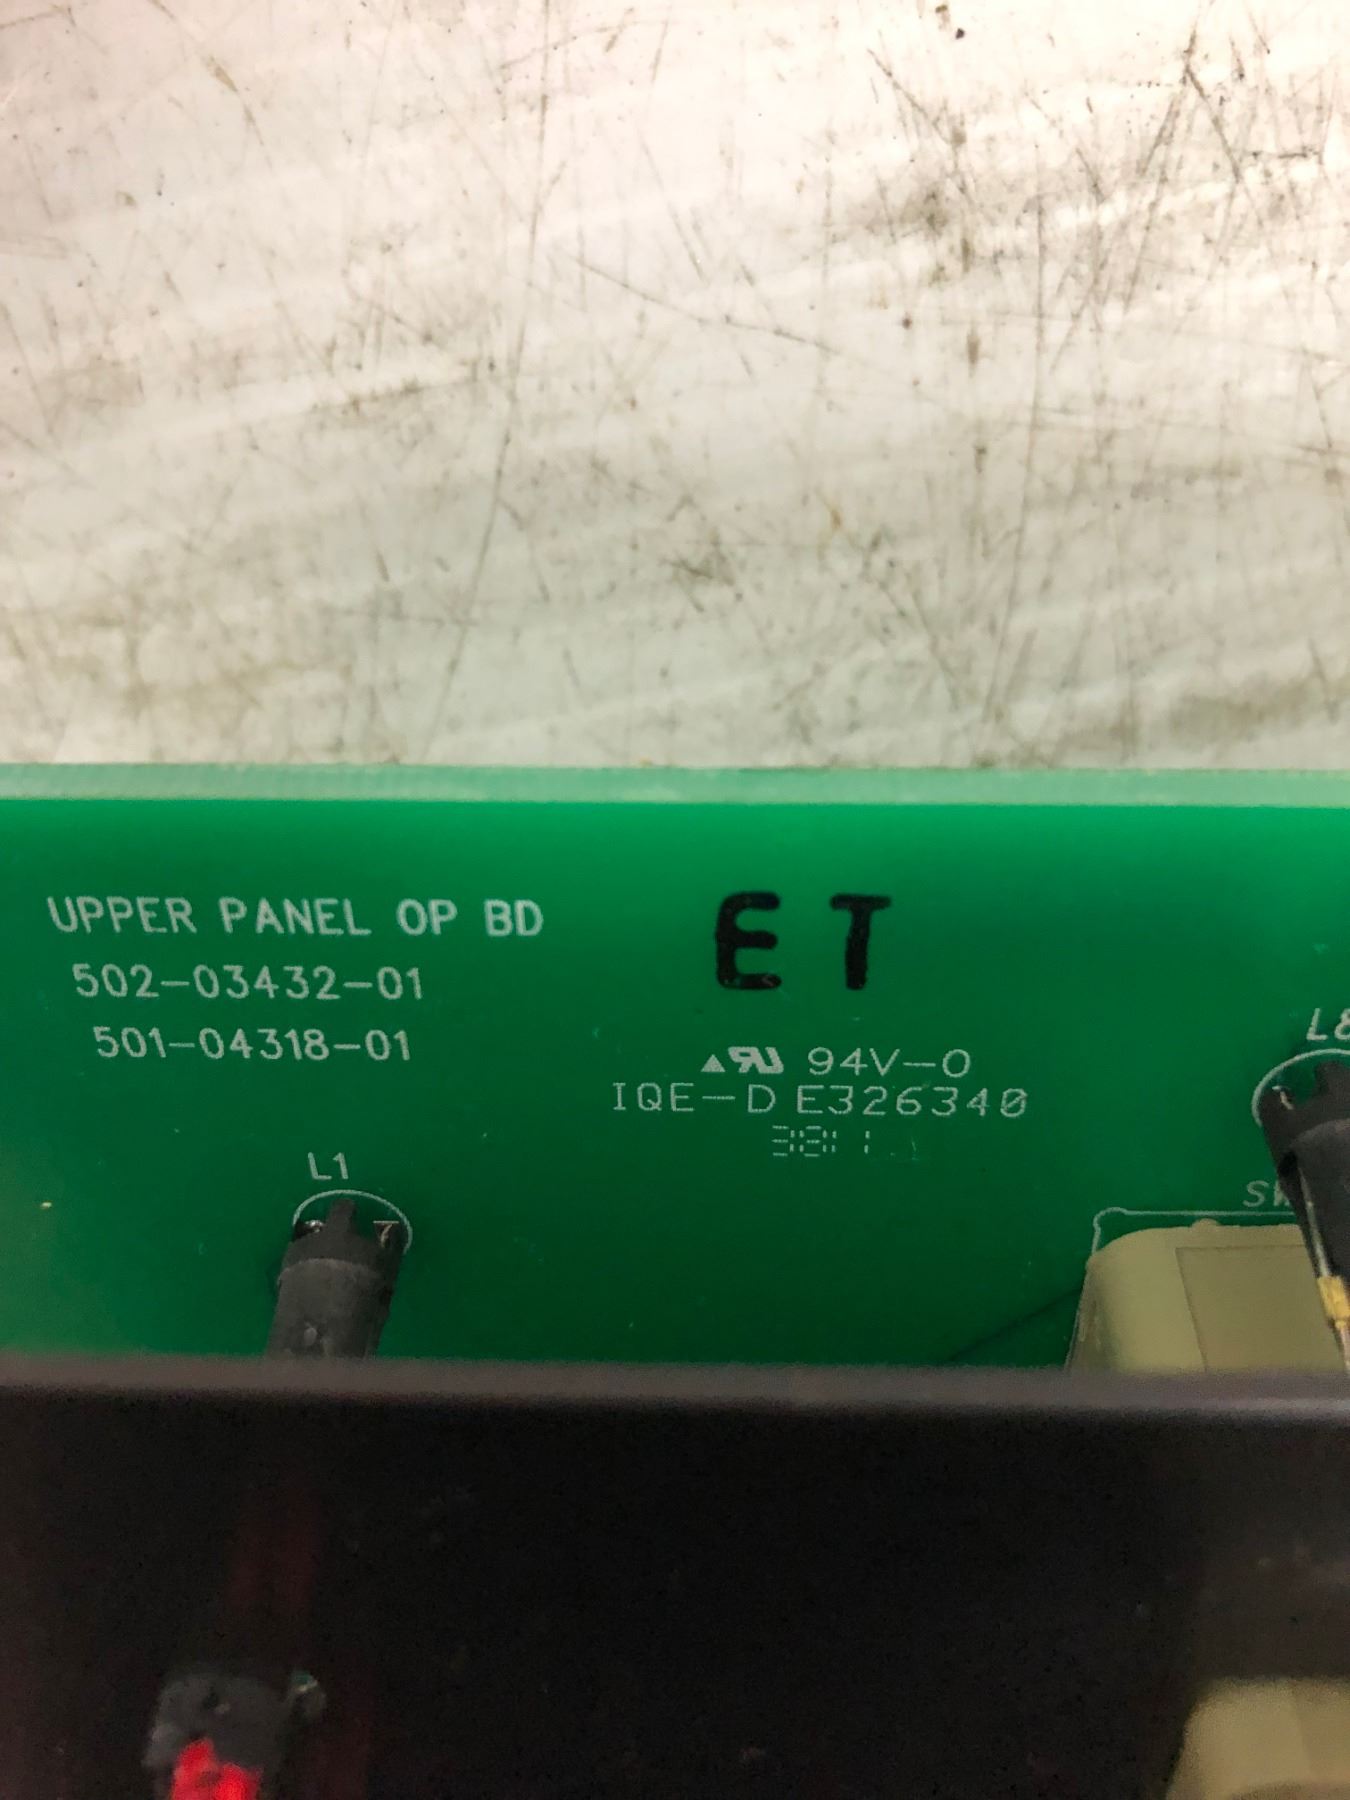 UPPER PANEL OP BD
502-03432-01
501-04318-01
ET
94V-0
IQE-D E326340
L1